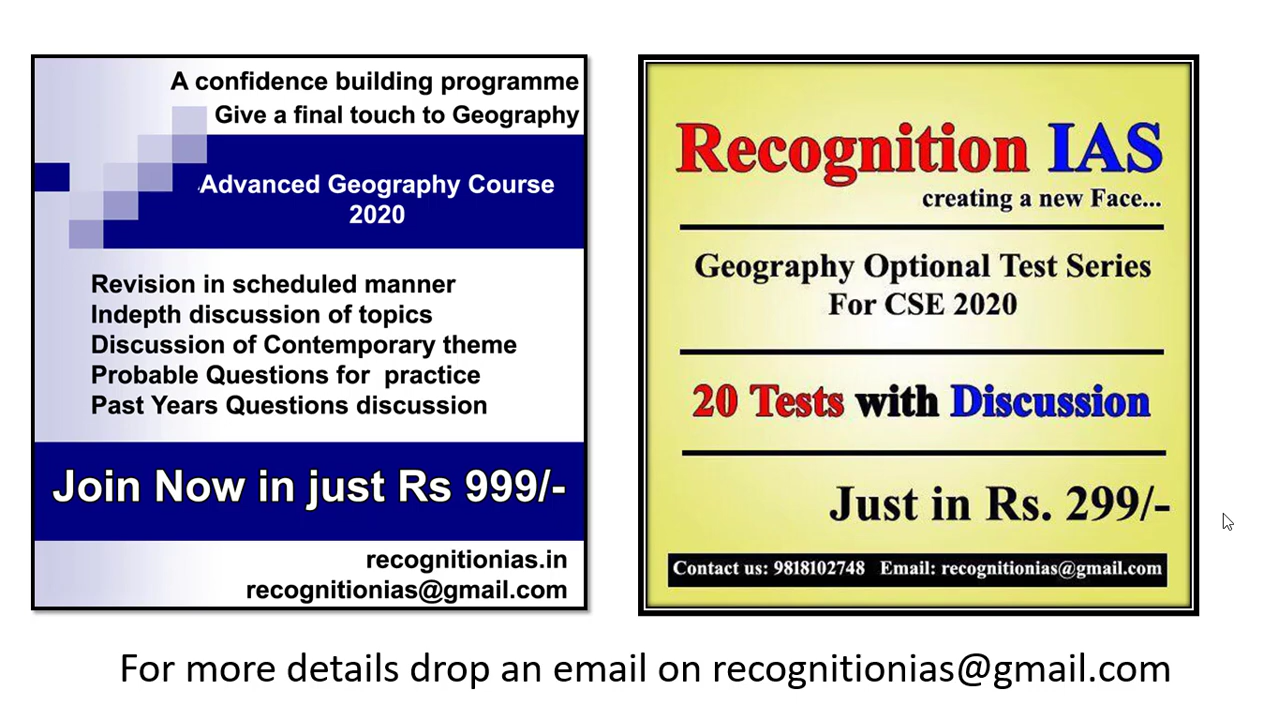 A confidence building programme
Give a final touch to Geography
Advanced Geography Course
2020
Revision in scheduled manner
Indepth discussion of topics
Discussion of Contemporary theme
Probable Questions for practice
Past Years Questions discussion
Join Now in just Rs 999/-
recognitionias.in
recognitionias@gmail.com
Recognition IAS
creating a new Face...
Geography Optional Test Series
For CSE 2020
20 Tests with Discussion
Just in Rs. 299/-
Contact us: 9818102748 Email: recognitionias@gmail.com
For more details drop an email on recognitionias@gmail.com